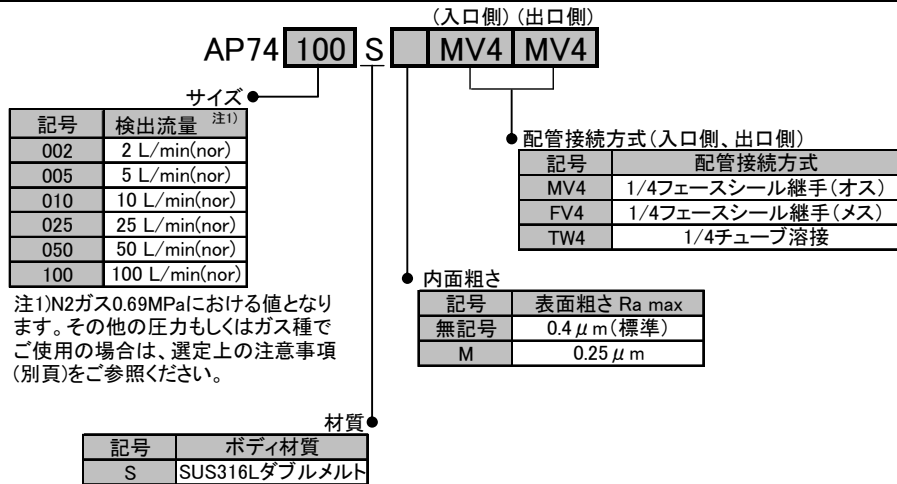 (入口側) (出口側)
AP74 100 S MV4 MV4
サイズ
記号 検出流量 注1)
002 2 L/min(nor)
005 5 L/min(nor)
010 10 L/min(nor)
025 25 L/min(nor)
050 50 L/min(nor)
100 100 L/min(nor)
注1)N2ガス0.69MPaにおける値となり
ます。その他の圧力もしくはガス種で
ご使用の場合は、選定上の注意事項
(別頁)をご参照ください。
配管接続方式(入口側、出口側)
記号 配管接続方式
MV4 1/4フェースシール継手(オス)
FV4 1/4フェースシール継手(メス)
TW4 1/4チューブ溶接
内面粗さ
記号 表面粗さ Ra max
無記号 0.4μm(標準)
M 0.25μm
材質
記号 ボディ材質
S SUS316Lダブルメルト